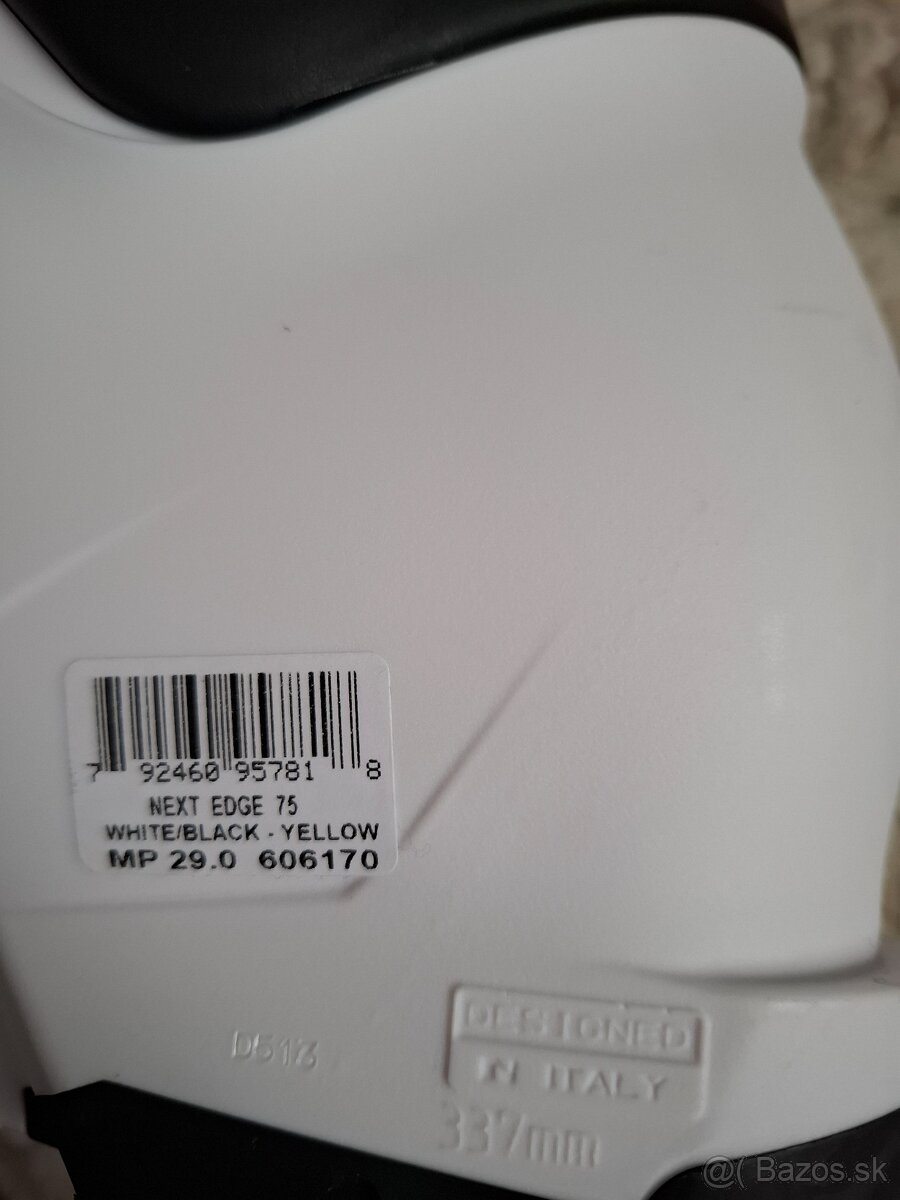 7 92460 95781 8
NEXT EDGE 75
WHITE/BLACK - YELLOW
MP 29.0 606170
D513
DESIGNED
IN ITALY
337mm
@( Bazos.sk